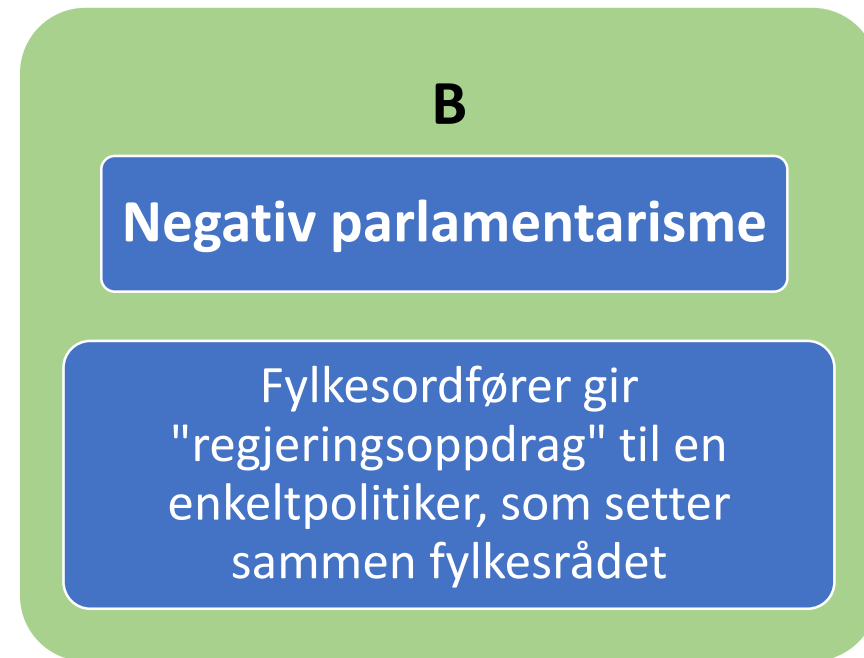 B
Negativ parlamentarisme
Fylkesordfører gir
"regjeringsoppdrag" til en
enkeltpolitiker, som setter
sammen fylkesrådet